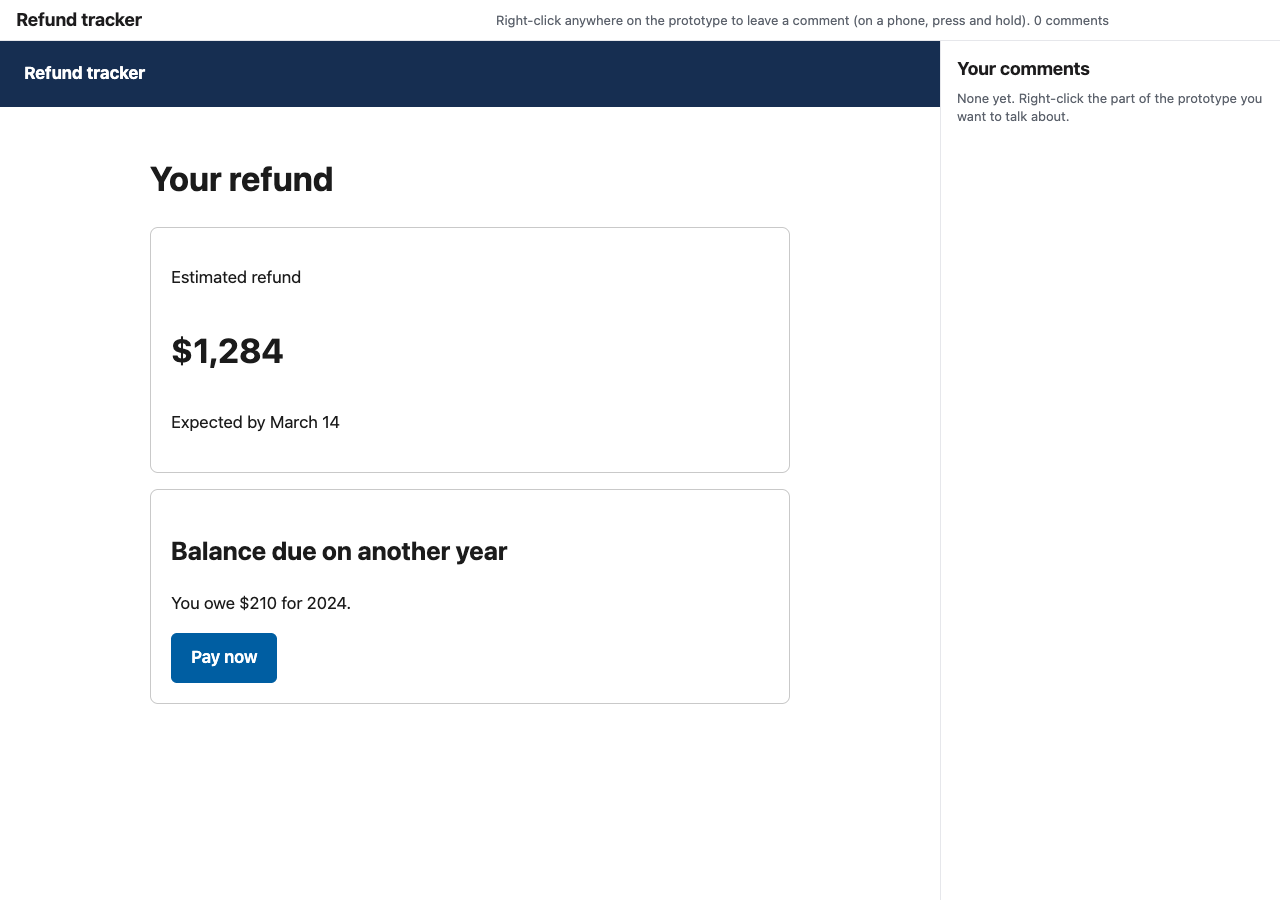 Refund tracker
Right-click anywhere on the prototype to leave a comment (on a phone, press and hold). 0 comments
Refund tracker
Your refund
Estimated refund
$1,284
Expected by March 14
Balance due on another year
You owe $210 for 2024.
Pay now
Your comments
None yet. Right-click the part of the prototype you
want to talk about.